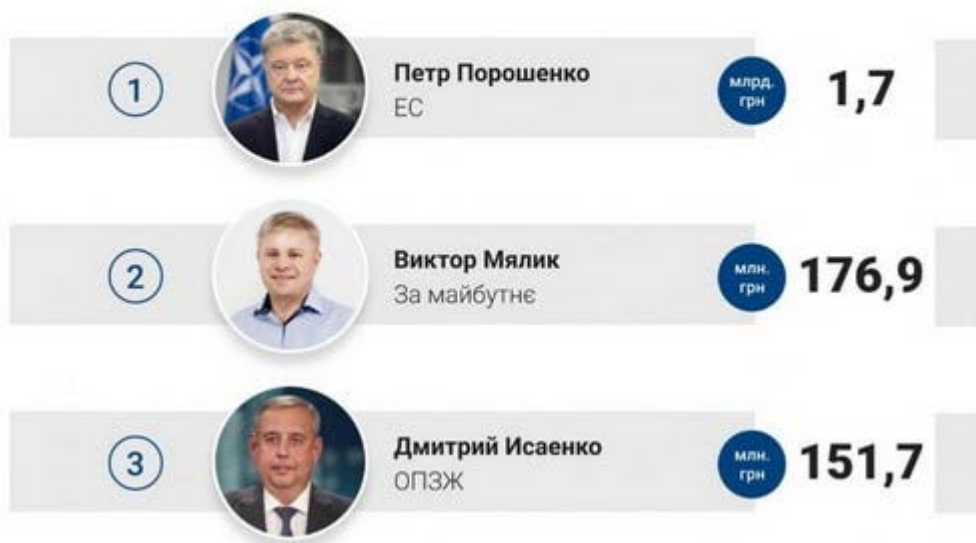 1
Петр Порошенко
ЕС
млрд.
грн
1,7
2
Виктор Мялик
За майбутнє
млн.
грн
176,9
3
Дмитрий Исаенко
ОПЗЖ
млн.
грн
151,7